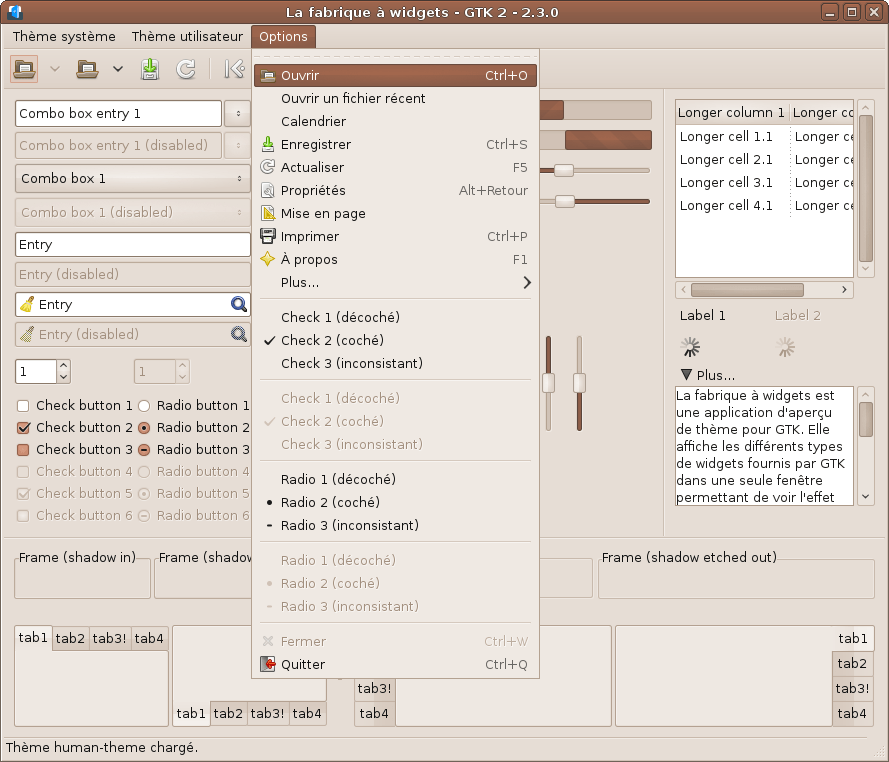 La fabrique à widgets - GTK 2 - 2.3.0
Thème système Thème utilisateur Options
Ouvrir Ctrl+O
Ouvrir un fichier récent
Calendrier
Enregistrer Ctrl+S
Actualiser F5
Propriétés Alt+Retour
Mise en page
Imprimer Ctrl+P
À propos F1
Plus...
Check 1 (décoché)
Check 2 (coché)
Check 3 (inconsistant)
Check 1 (décoché)
Check 2 (coché)
Check 3 (inconsistant)
Radio 1 (décoché)
Radio 2 (coché)
Radio 3 (inconsistant)
Radio 1 (décoché)
Radio 2 (coché)
Radio 3 (inconsistant)
Fermer Ctrl+W
Quitter Ctrl+Q
Combo box entry 1
Combo box entry 1 (disabled)
Combo box 1
Combo box 1 (disabled)
Entry
Entry (disabled)
Entry
Entry (disabled)
1 1
Check button 1 Radio button 1
Check button 2 Radio button 2
Check button 3 Radio button 3
Check button 4 Radio button 4
Check button 5 Radio button 5
Check button 6 Radio button 6
Longer column 1 Longer
Longer cell 1.1 Longer
Longer cell 2.1 Longer
Longer cell 3.1 Longer
Longer cell 4.1 Longer
Label 1 Label 2
Plus...
La fabrique à widgets est
une application d'aperçu
de thème pour GTK. Elle
affiche les différents types
de widgets fournis par GTK
dans une seule fenêtre
permettant de voir l'effet
Frame (shadow in) Frame Frame (shadow etched out)
tab1 tab2 tab3! tab4
tab1 tab2 tab3! tab4
tab3!
tab4
tab1
tab2
tab3!
tab4
Thème human-theme chargé.